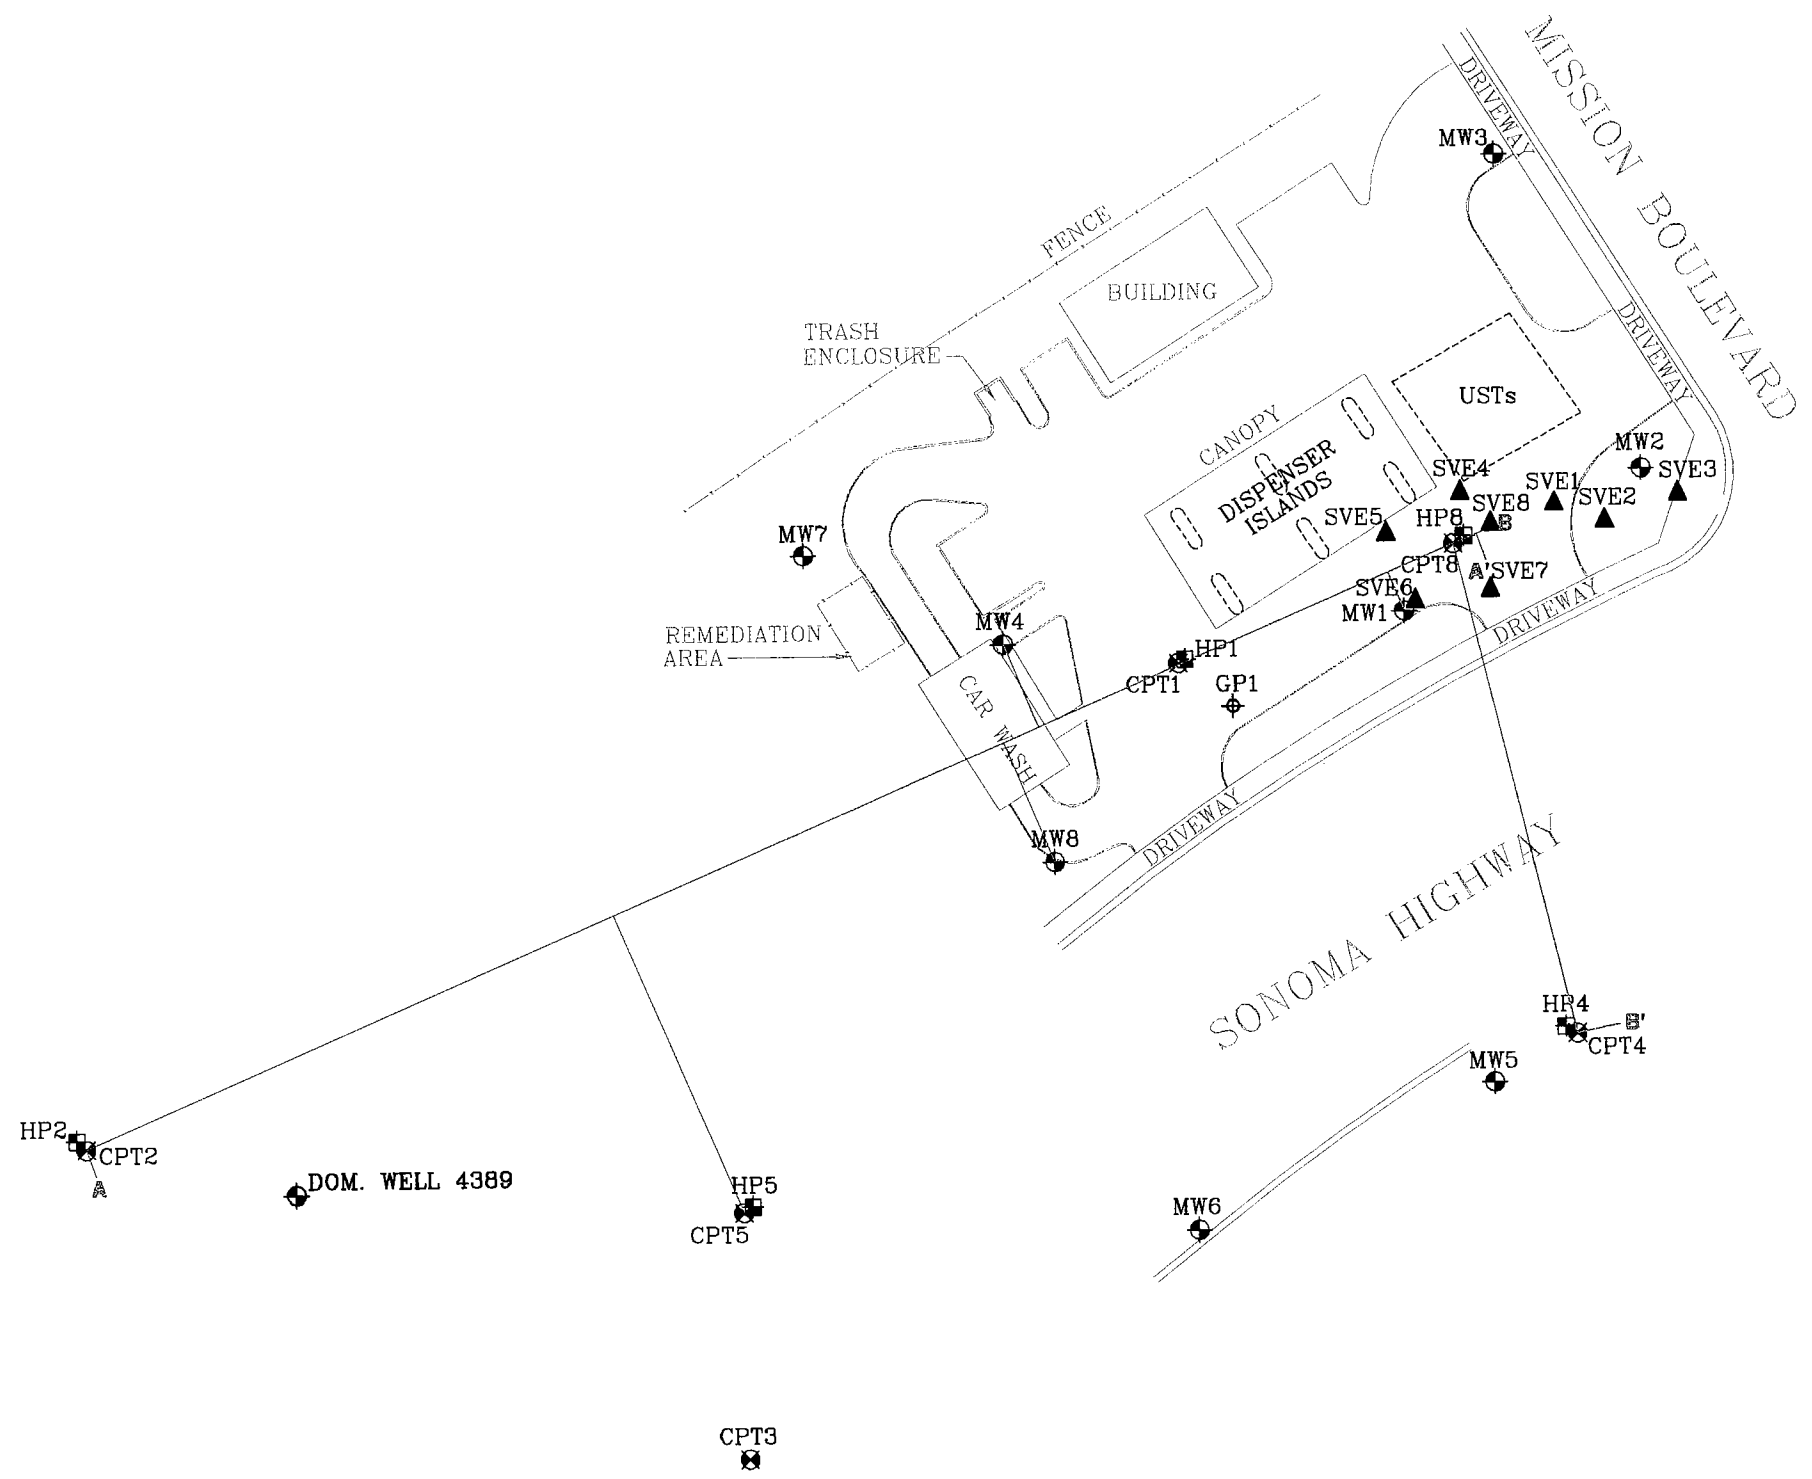 MISSION BOULEVARD
DRIVEWAY
MW3
FENCE
BUILDING
TRASH
ENCLOSURE
DRIVEWAY
USTs
CANOPY
DISPENSER
ISLANDS
MW2
SVE4
SVE3
SVE1
SVE2
SVE8
B
SVE5
HP8
MW7
CPT8
A'
SVE7
SVE6
MW1
DRIVEWAY
REMEDIATION
AREA
MW4
HP1
CPT1
GP1
CAR WASH
DRIVEWAY
MW8
SONOMA HIGHWAY
HP4
B'
CPT4
MW5
HP2
CPT2
A
DOM. WELL 4389
HP5
CPT5
MW6
CPT3